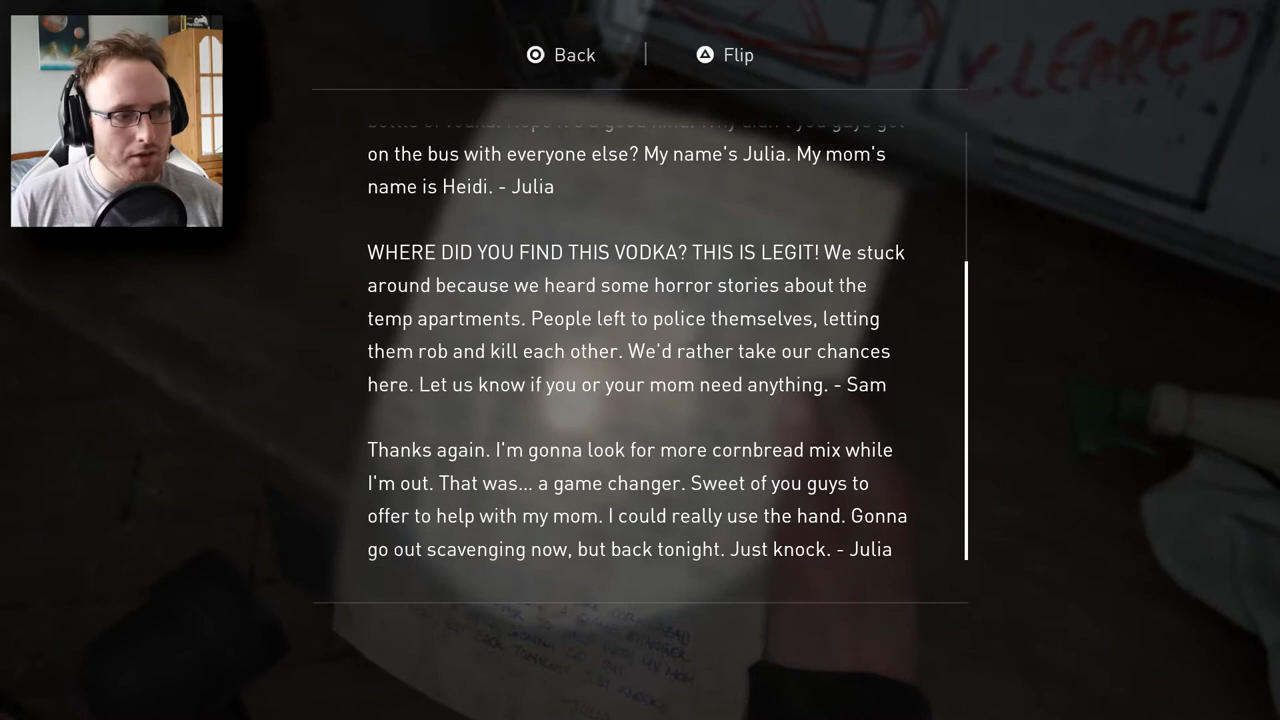 Back
Flip
CLEARED
on the bus with everyone else? My name's Julia. My mom's
name is Heidi. - Julia
WHERE DID YOU FIND THIS VODKA? THIS IS LEGIT! We stuck
around because we heard some horror stories about the
temp apartments. People left to police themselves, letting
them rob and kill each other. We'd rather take our chances
here. Let us know if you or your mom need anything. - Sam
Thanks again. I'm gonna look for more cornbread mix while
I'm out. That was... a game changer. Sweet of you guys to
offer to help with my mom. I could really use the hand. Gonna
go out scavenging now, but back tonight. Just knock. - Julia